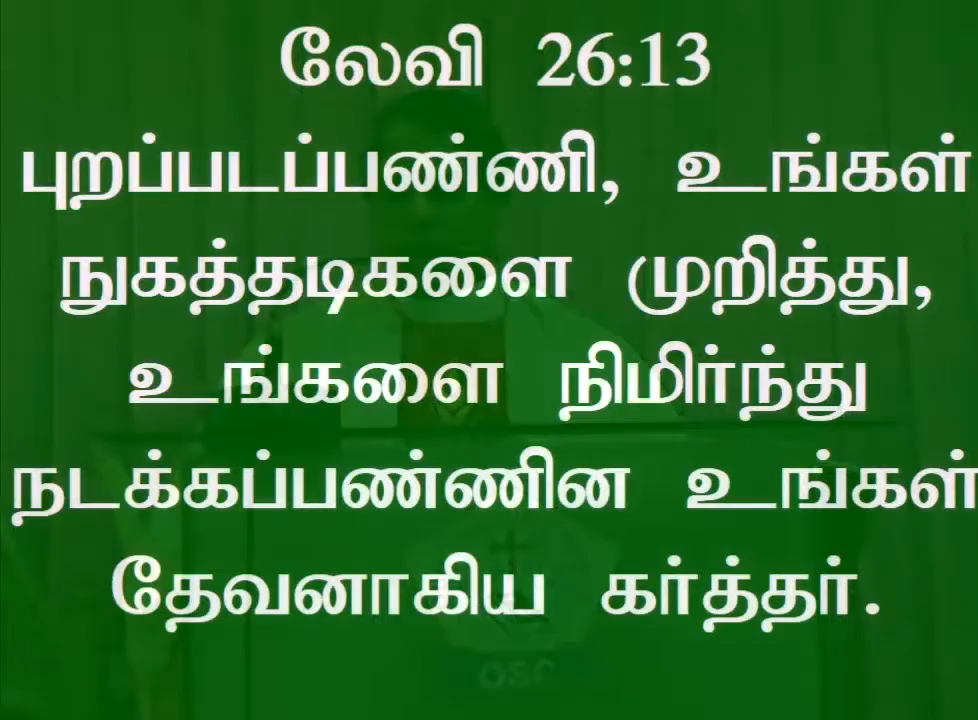 லேவி 26:13
புறப்படப்பண்ணி, உங்கள்
நுகத்தடிகளை முறித்து,
உங்களை நிமிர்ந்து
நடக்கப்பண்ணின உங்கள்
தேவனாகிய கர்த்தர்.